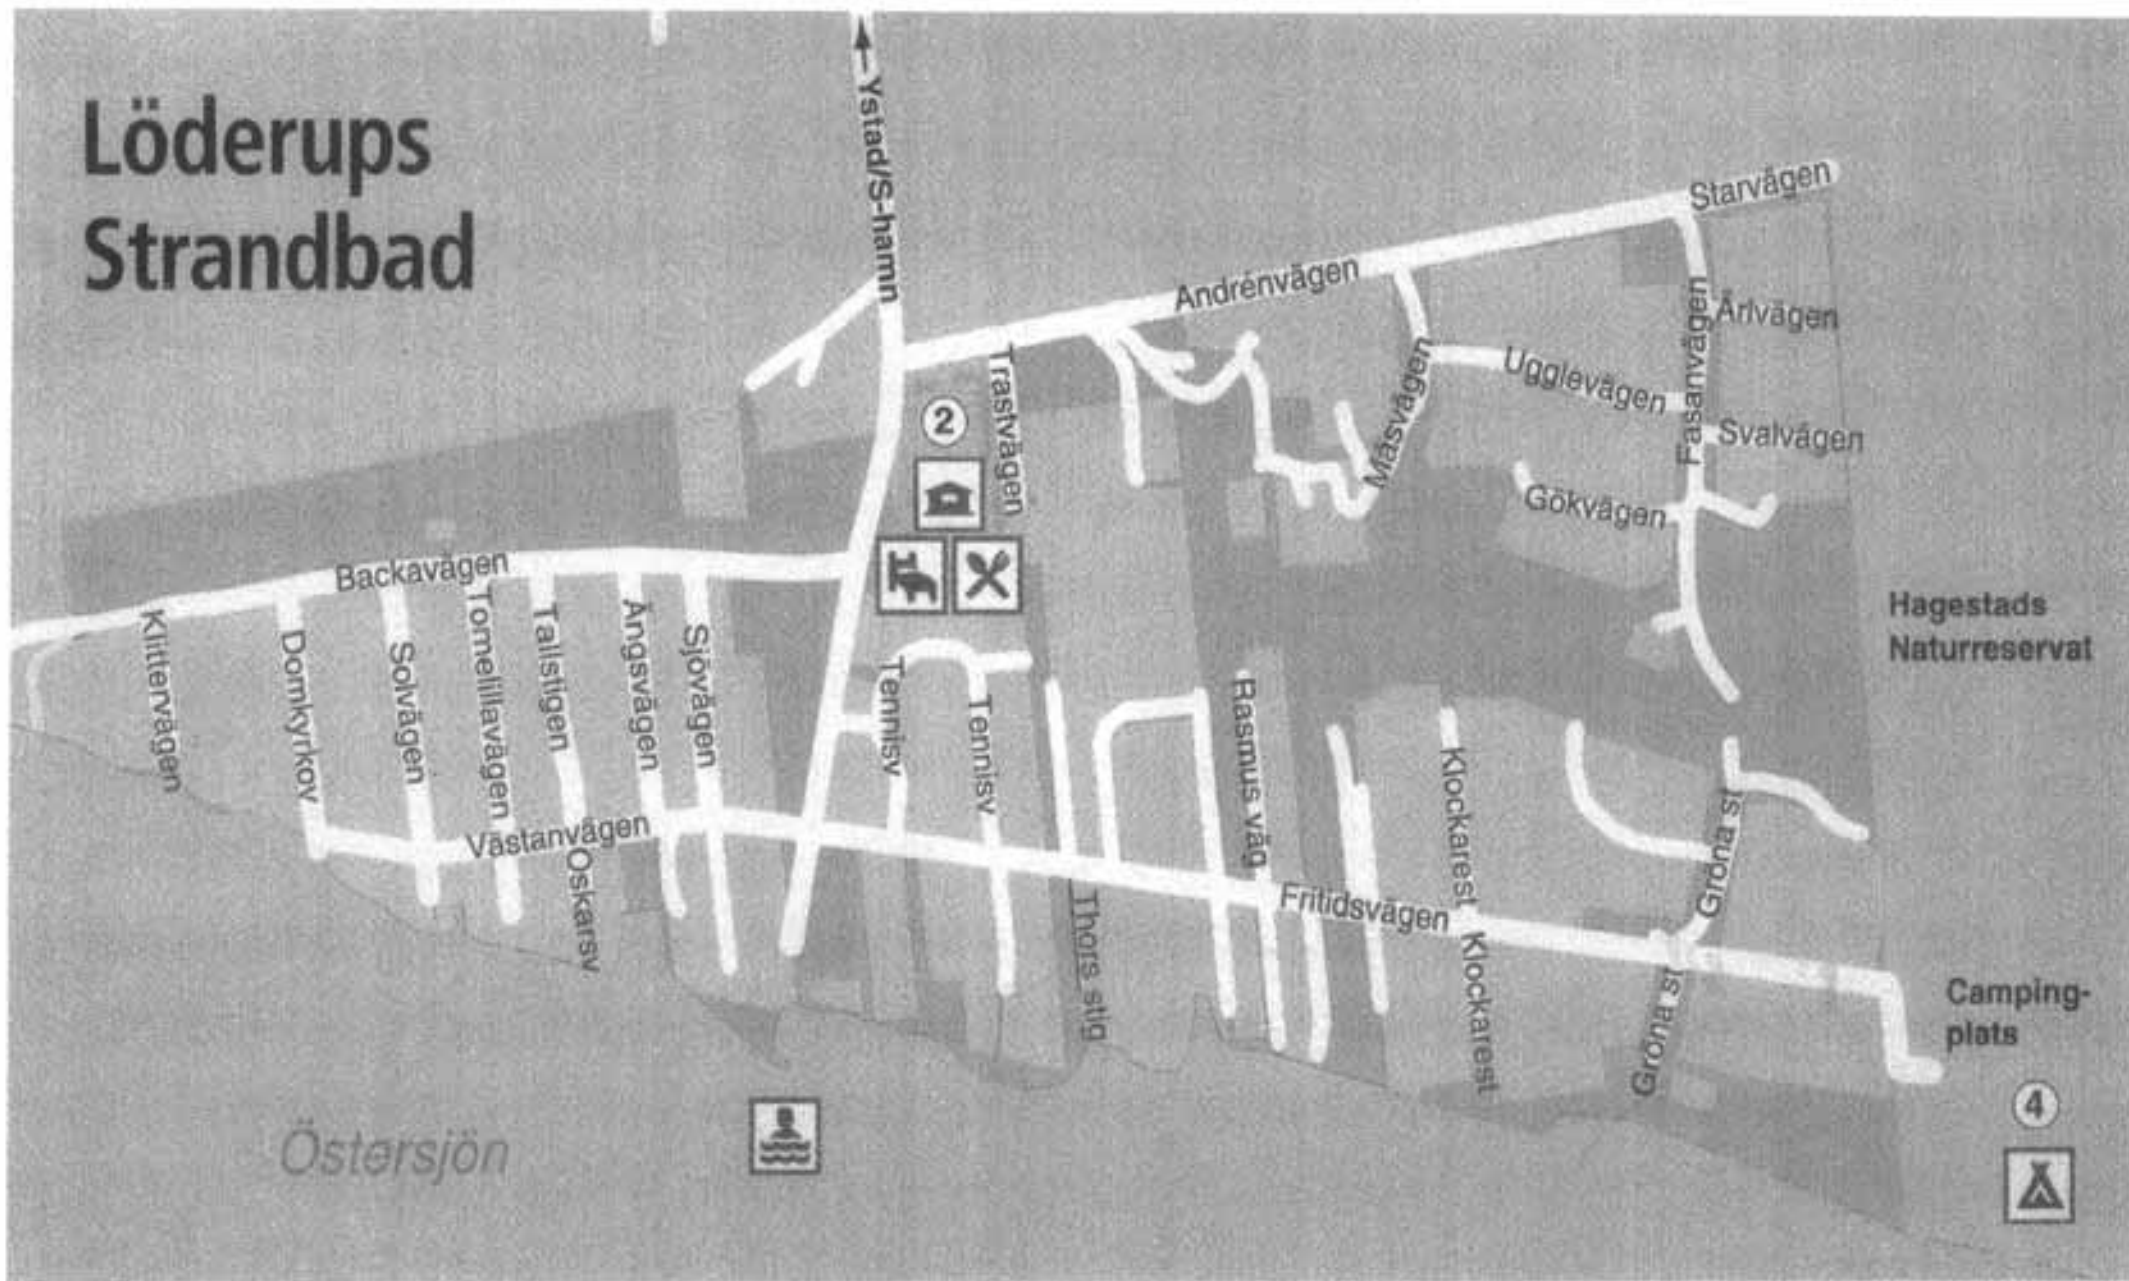 Löderups
Strandbad
Ystad/S-hamn
Starvägen
Andrénvägen
Ärlvägen
Fasanvägen
Trastvägen
Ugglevägen
Måsvägen
Svalvägen
2
Gökvägen
Backavägen
Hagestads
Naturreservat
Klittervägen
Domkyrkov
Solvägen
Tomelillavägen
Tallstigen
Ängsvägen
Sjövägen
Tennisv
Tennisv
Rasmus väg
Klockarest
Gröna st
Västanvägen
Oskarsv
Fritidsvägen
Thors stig
Klockarest
Gröna st
Camping-
plats
4
Östersjön